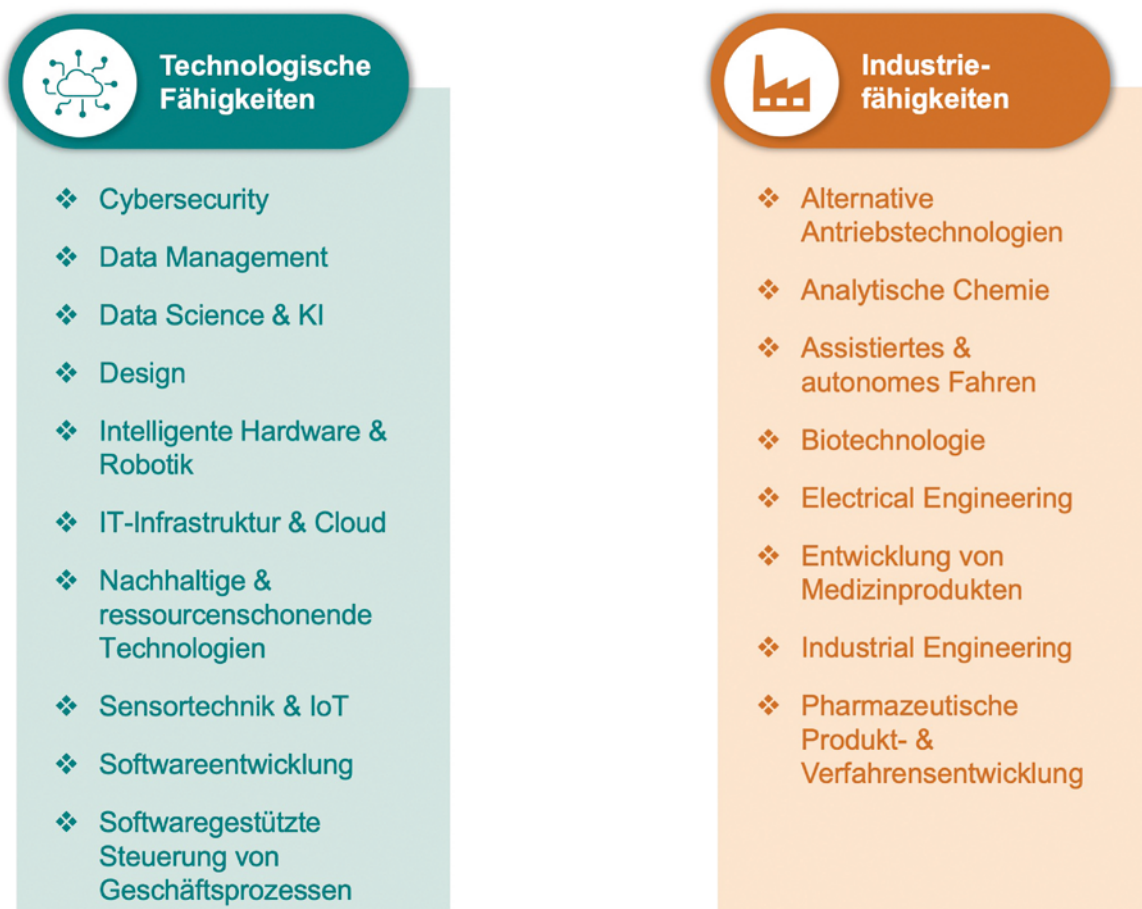 Technologische
Fähigkeiten
❖ Cybersecurity
❖ Data Management
❖ Data Science & KI
❖ Design
❖ Intelligente Hardware &
Robotik
❖ IT-Infrastruktur & Cloud
❖ Nachhaltige &
ressourcenschonende
Technologien
❖ Sensortechnik & IoT
❖ Softwareentwicklung
❖ Softwaregestützte
Steuerung von
Geschäftsprozessen
Industrie-
fähigkeiten
❖ Alternative
Antriebstechnologien
❖ Analytische Chemie
❖ Assistiertes &
autonomes Fahren
❖ Biotechnologie
❖ Electrical Engineering
❖ Entwicklung von
Medizinprodukten
❖ Industrial Engineering
❖ Pharmazeutische
Produkt- &
Verfahrensentwicklung